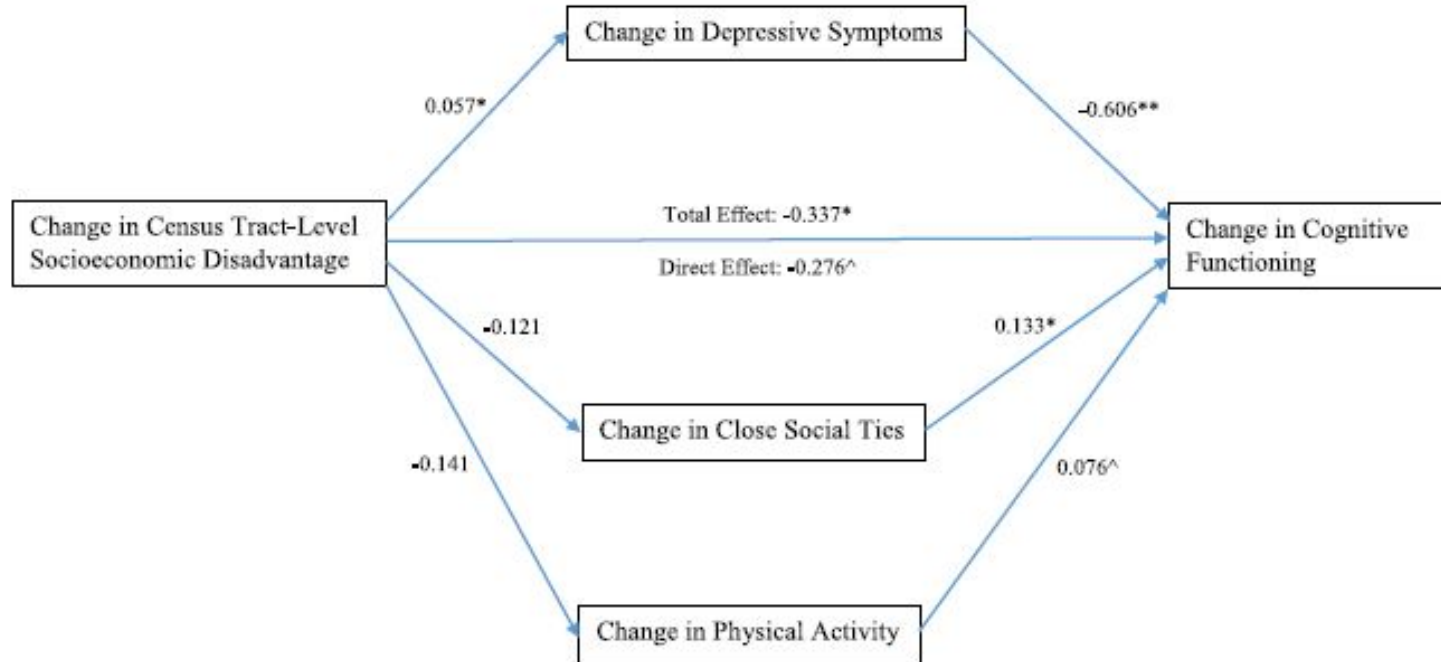 Change in Depressive Symptoms
0.057*
-0.606**
Change in Census Tract-Level
Socioeconomic Disadvantage
Total Effect: -0.337*
Direct Effect: -0.276^
Change in Cognitive
Functioning
-0.121
0.133*
Change in Close Social Ties
-0.141
0.076^
Change in Physical Activity